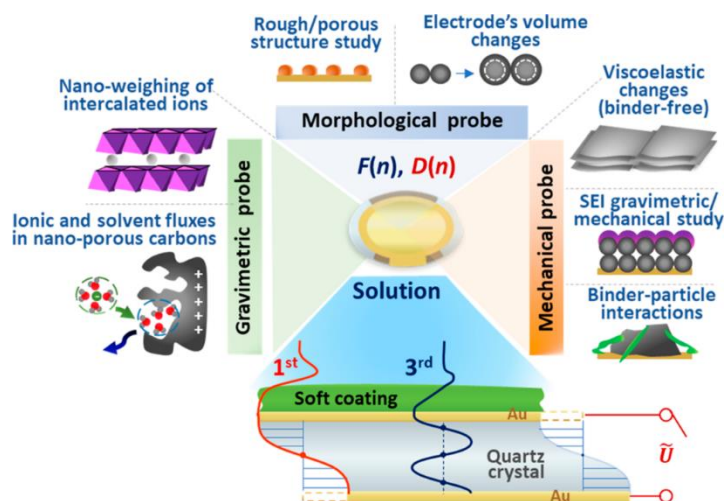 Rough/porous
structure study
Electrode's volume
changes
Nano-weighing of
intercalated ions
Viscoelastic
changes
(binder-free)
Morphological probe
F(n), D(n)
Gravimetric probe
Mechanical probe
Ionic and solvent fluxes
in nano-porous carbons
+
+
+
+
+
SEI gravimetric/
mechanical study
Binder-particle
interactions
Solution
1st
3rd
Soft coating
Au
Quartz
crystal
Au
Ũ